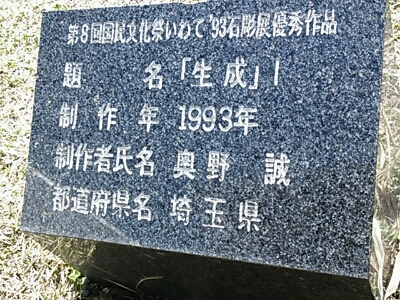 第8回国民文化祭いわて'93石彫展優秀作品
題 名「生成」I
制作年 1993年
制作者氏名 奥野 誠
都道府県名 埼玉県